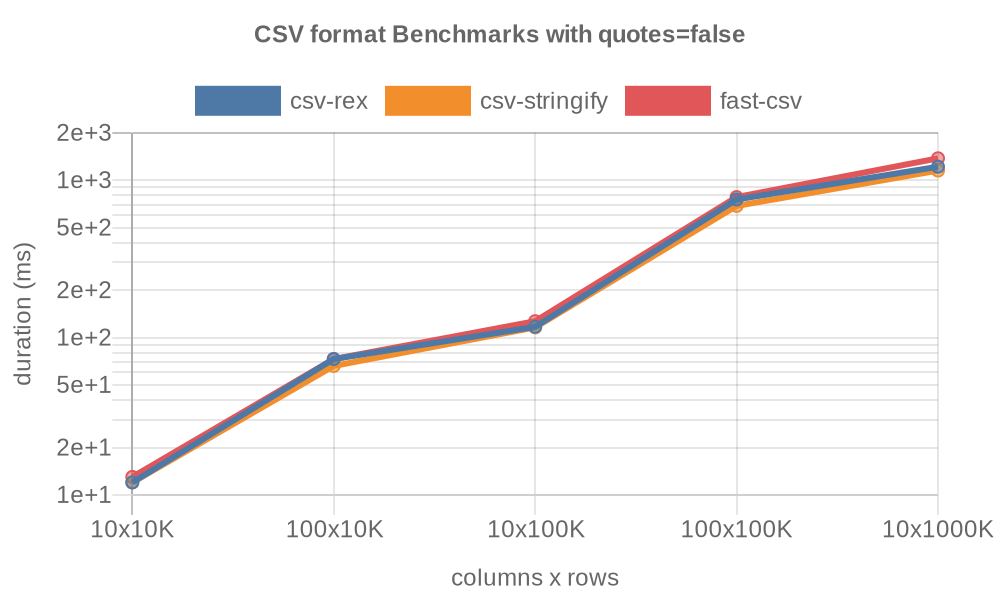 CSV format Benchmarks with quotes=false
csv-rex csv-stringify fast-csv
2e+3
1e+3
5e+2
2e+2
1e+2
5e+1
2e+1
1e+1
duration (ms)
10x10K 100x10K 10x100K 100x100K 10x1000K
columns x rows